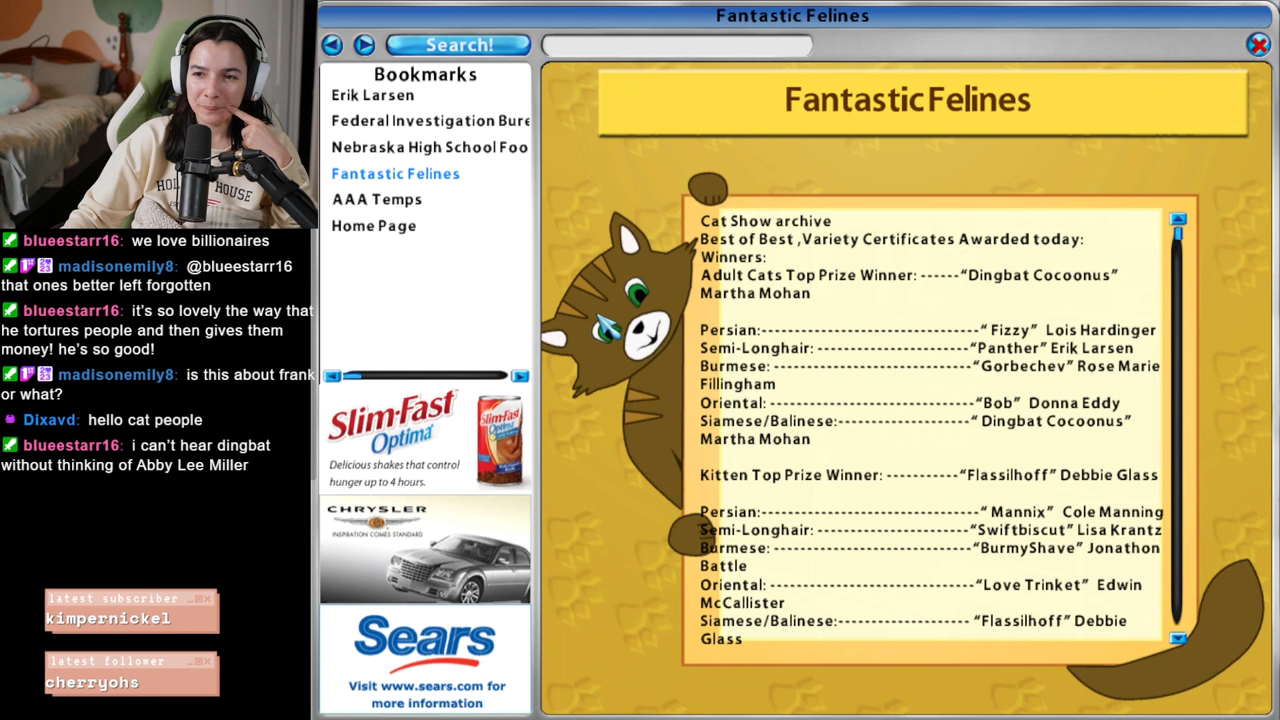 Fantastic Felines
Search!
Bookmarks
Erik Larsen
Federal Investigation Bure
Nebraska High School Foo
Fantastic Felines
AAA Temps
Home Page
Slim•Fast
Optima
Delicious shakes that control
hunger up to 4 hours.
CHRYSLER
INSPIRATION COMES STANDARD
Sears
Visit www.sears.com for
more information
Fantastic Felines
Cat Show archive
Best of Best ,Variety Certificates Awarded today:
Winners:
Adult Cats Top Prize Winner: ------“Dingbat Cocoonus”
Martha Mohan
Persian:----------------------------------“ Fizzy” Lois Hardinger
Semi-Longhair: ------------------------“Panther” Erik Larsen
Burmese: ---------------------------------“Gorbechev” Rose Marie
Fillingham
Oriental: --------------------------------“Bob” Donna Eddy
Siamese/Balinese:---------------------“ Dingbat Cocoonus”
Martha Mohan
Kitten Top Prize Winner: -----------“Flassilhoff” Debbie Glass
Persian:----------------------------------“ Mannix” Cole Manning
Semi-Longhair: ------------------------“Swiftbiscut” Lisa Krantz
Burmese: --------------------------------“BurmyShave” Jonathon
Battle
Oriental: --------------------------------“Love Trinket” Edwin
McCallister
Siamese/Balinese:--------------------- “Flassilhoff” Debbie
Glass
blueestarr16: we love billionaires
madisonemily8: @blueestarr16
that ones better left forgotten
blueestarr16: it's so lovely the way that
he tortures people and then gives them
money! he's so good!
madisonemily8: is this about frank
or what?
Dixavd: hello cat people
blueestarr16: i can't hear dingbat
without thinking of Abby Lee Miller
latest subscriber
kimpernickel
latest follower
cherryohs